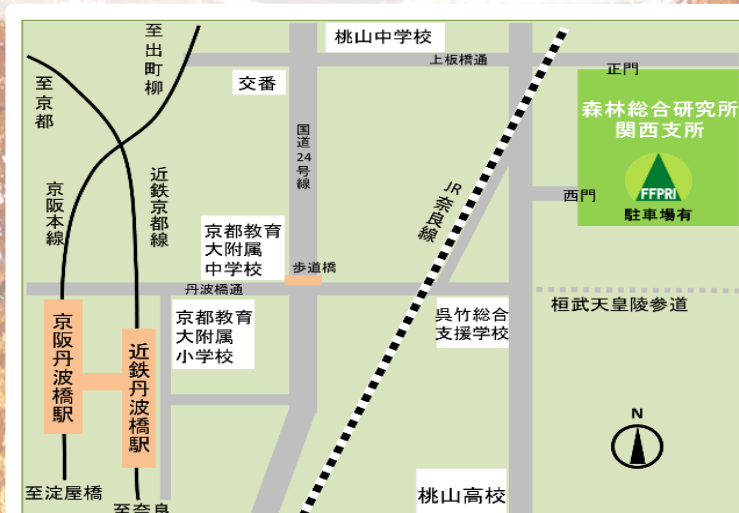 至出町柳
桃山中学校
上板橋通
正門
至京都
交番
森林総合研究所
関西支所
国道24号線
FFPRI
駐車場有
西門
JR奈良線
京阪本線
近鉄京都線
京都教育
大附属
中学校
歩道橋
丹波橋通
桓武天皇陵参道
京都教育
大附属
小学校
呉竹総合
支援学校
京阪丹波橋駅
近鉄丹波橋駅
N
至淀屋橋
至奈良
桃山高校